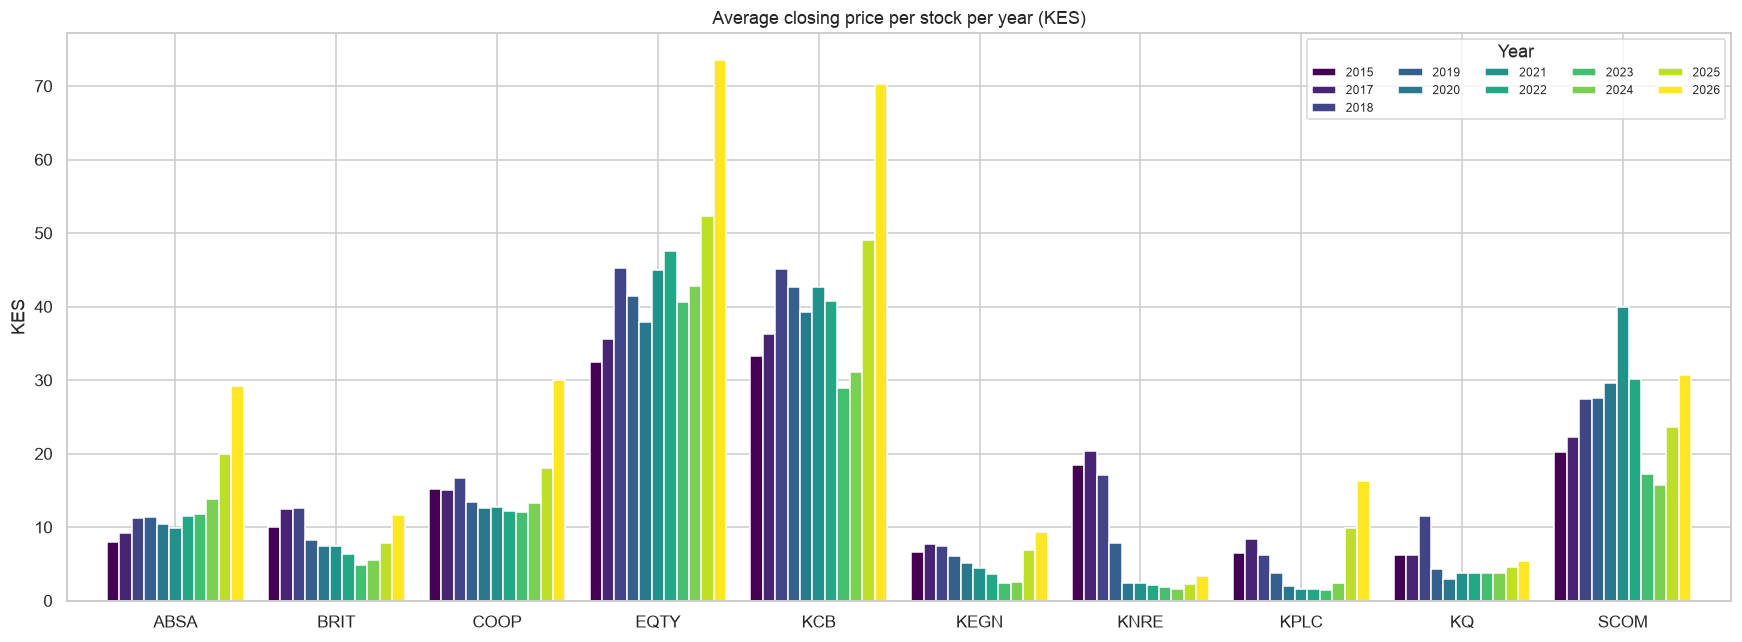 Average closing price per stock per year (KES)
Year
2015 2019 2021 2023 2025
2017 2020 2022 2024 2026
2018
KES
70
60
50
40
30
20
10
0
ABSA BRIT COOP EQTY KCB KEGN KNRE KPLC KQ SCOM